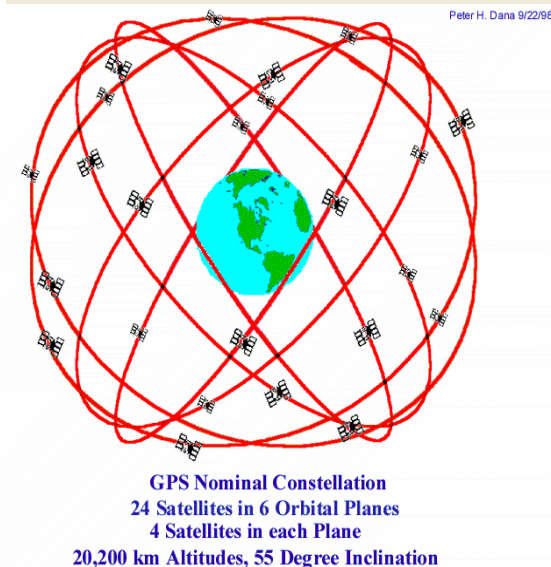 Peter H. Dana 9/22/98
GPS Nominal Constellation
24 Satellites in 6 Orbital Planes
4 Satellites in each Plane
20,200 km Altitudes, 55 Degree Inclination